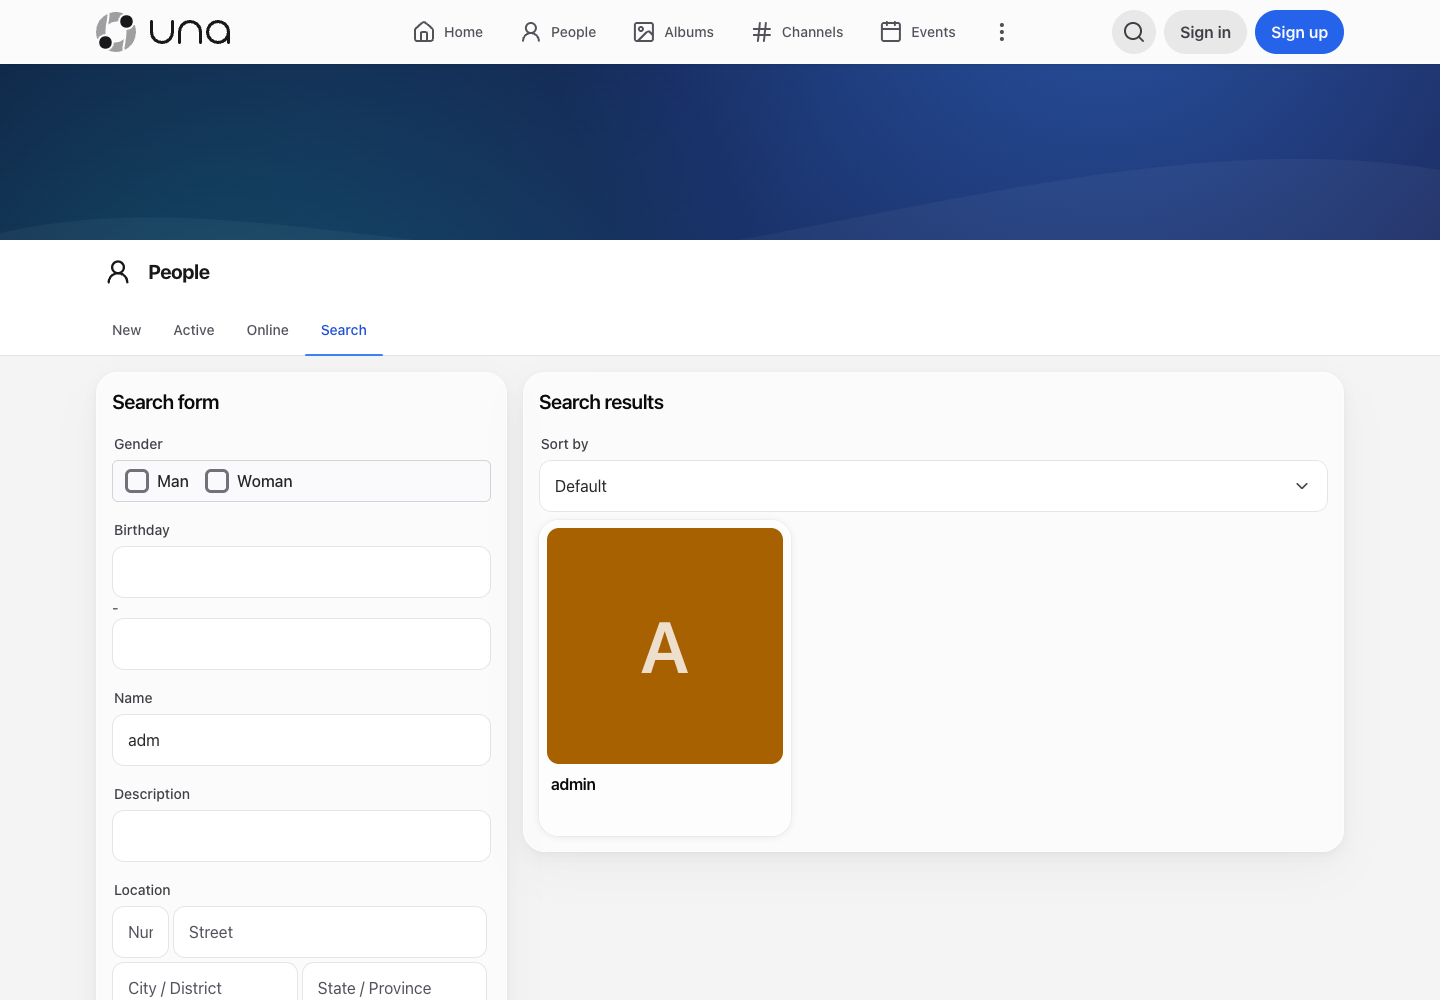 una
Home People Albums Channels Events
Sign in Sign up
People
New Active Online Search
Search form
Gender
Man Woman
Birthday
-
Name
adm
Description
Location
Nur Street
City / District State / Province
Search results
Sort by
Default
A
admin